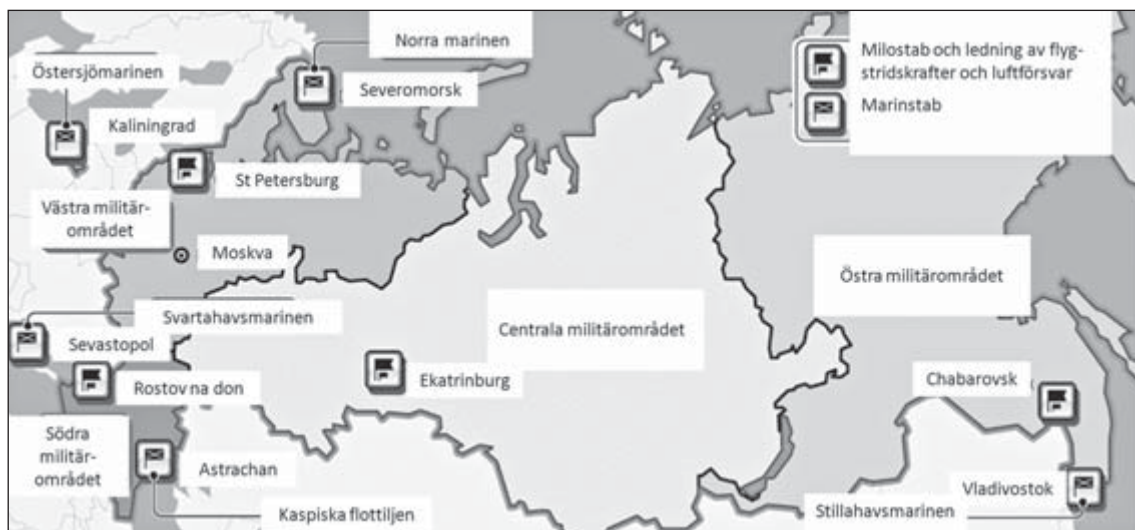 Norra marinen
Östersjömarinen
Severomorsk
Kaliningrad
St Petersburg
Västra militär-
området
Moskva
Svartahavsmarinen
Sevastopol
Rostov na don
Södra
militär-
området
Astrachan
Kaspiska flottiljen
Ekatrinburg
Centrala militärområdet
Milostab och ledning av flyg-
stridskrafter och luftförsvar
Marinstab
Östra militärområdet
Chabarovsk
Vladivostok
Stillahavsmarinen